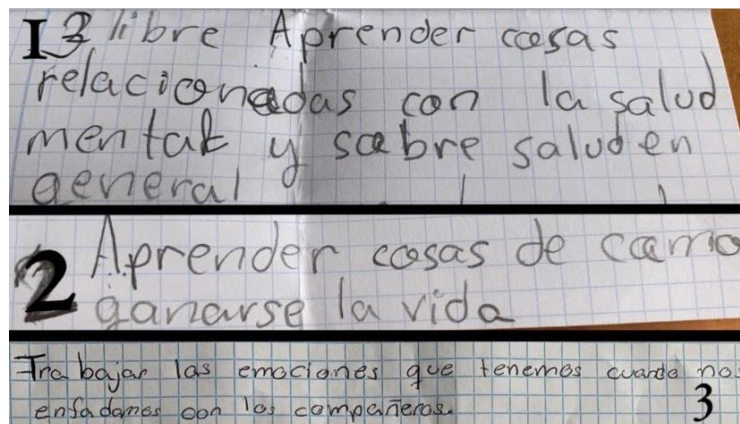 1 3 libre Aprender cosas
relacionadas con la salud
mental y sobre salud en
general
2 Aprender cosas de como
ganarse la vida
Trabajar las emociones que tenemos cuando nos
enfadamos con los compañeros.
3